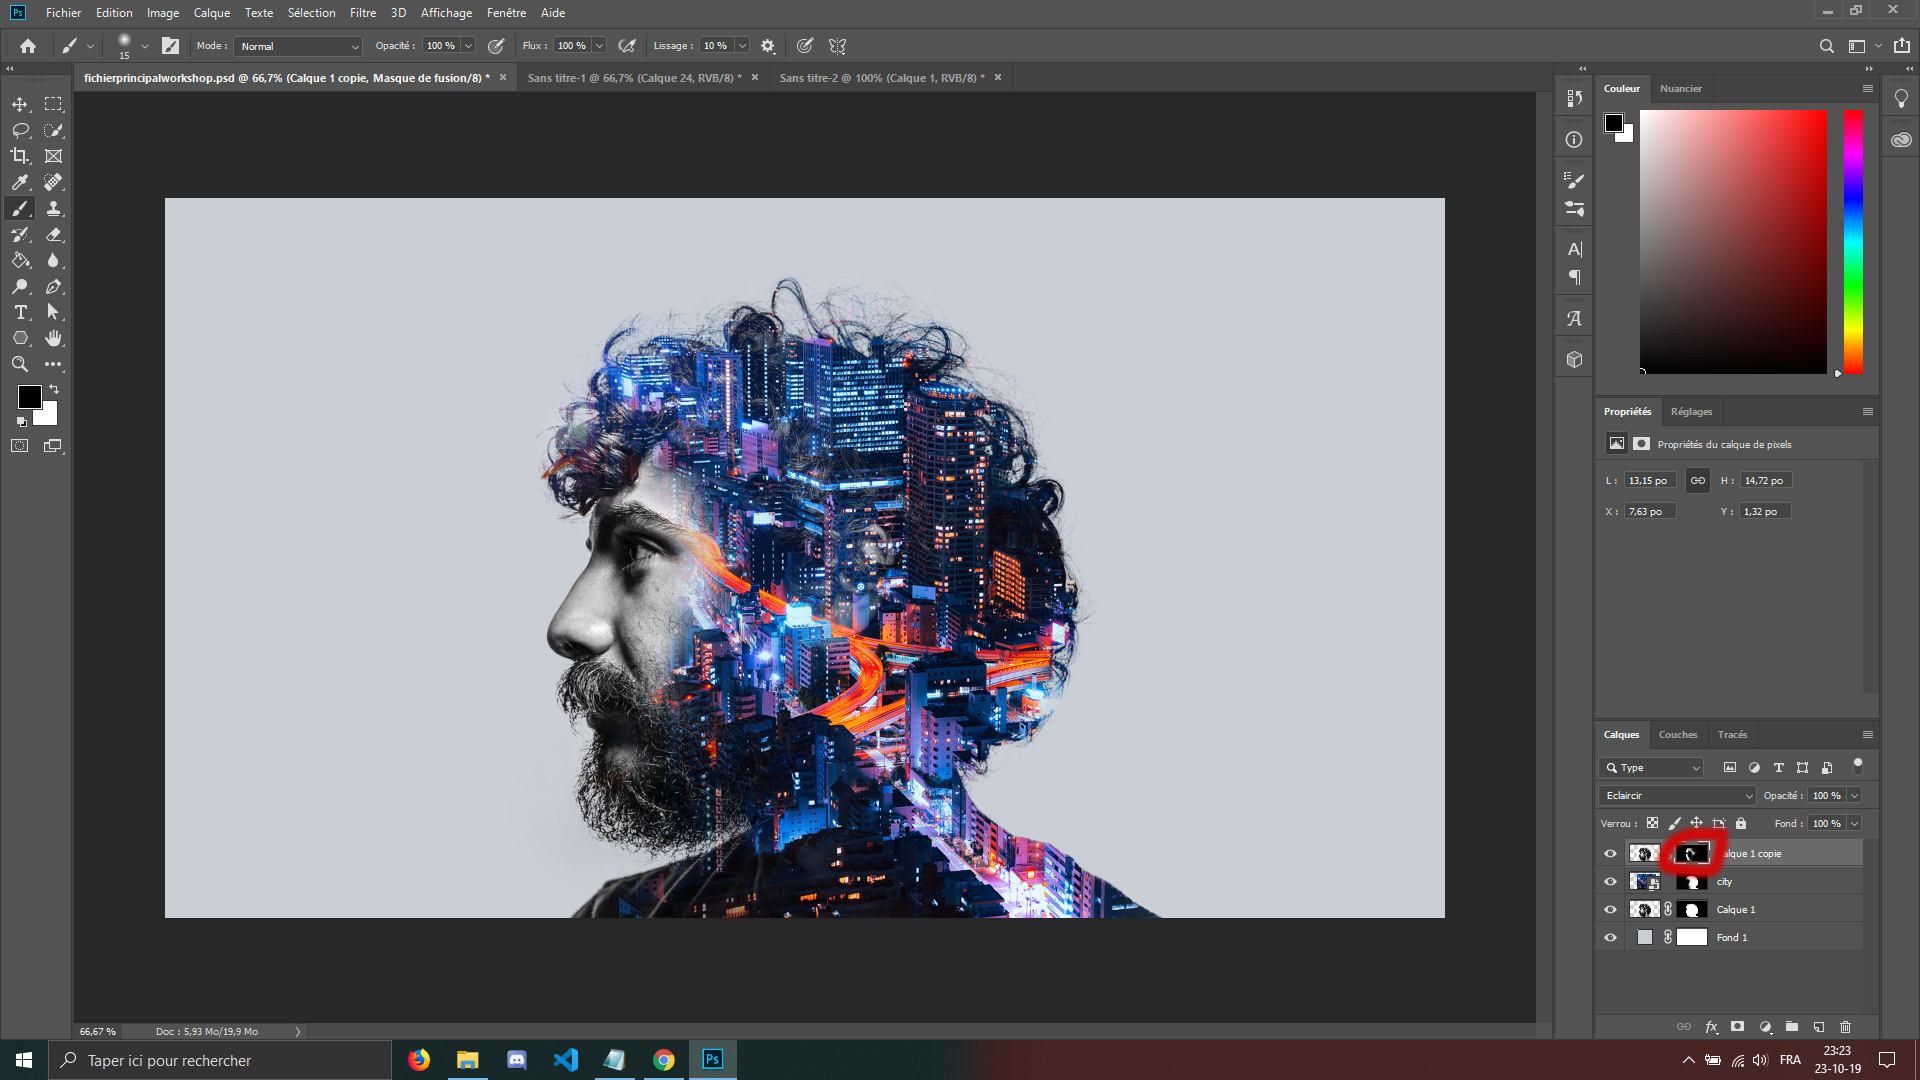 Ps Fichier Edition Image Calque Texte Sélection Filtre 3D Affichage Fenêtre Aide
15 Mode : Normal Opacité : 100 % Flux : 100 % Lissage : 10 %
fichierprincipalworkshop.psd @ 66,7% (Calque 1 copie, Masque de fusion/8) * × Sans titre-1 @ 66,7% (Calque 24, RVB/8) * × Sans titre-2 @ 100% (Calque 1, RVB/8) * ×
Couleur Nuancier
Propriétés Réglages
Propriétés du calque de pixels
L : 13,15 po H : 14,72 po
X : 7,63 po Y : 1,32 po
Calques Couches Tracés
Type
Eclaircir Opacité : 100 %
Verrou : Fond : 100 %
alque 1 copie
city
Calque 1
Fond 1
fx
66,67 % Doc : 5,93 Mo/19,9 Mo
Taper ici pour rechercher Ps FRA 23:23
23-10-19